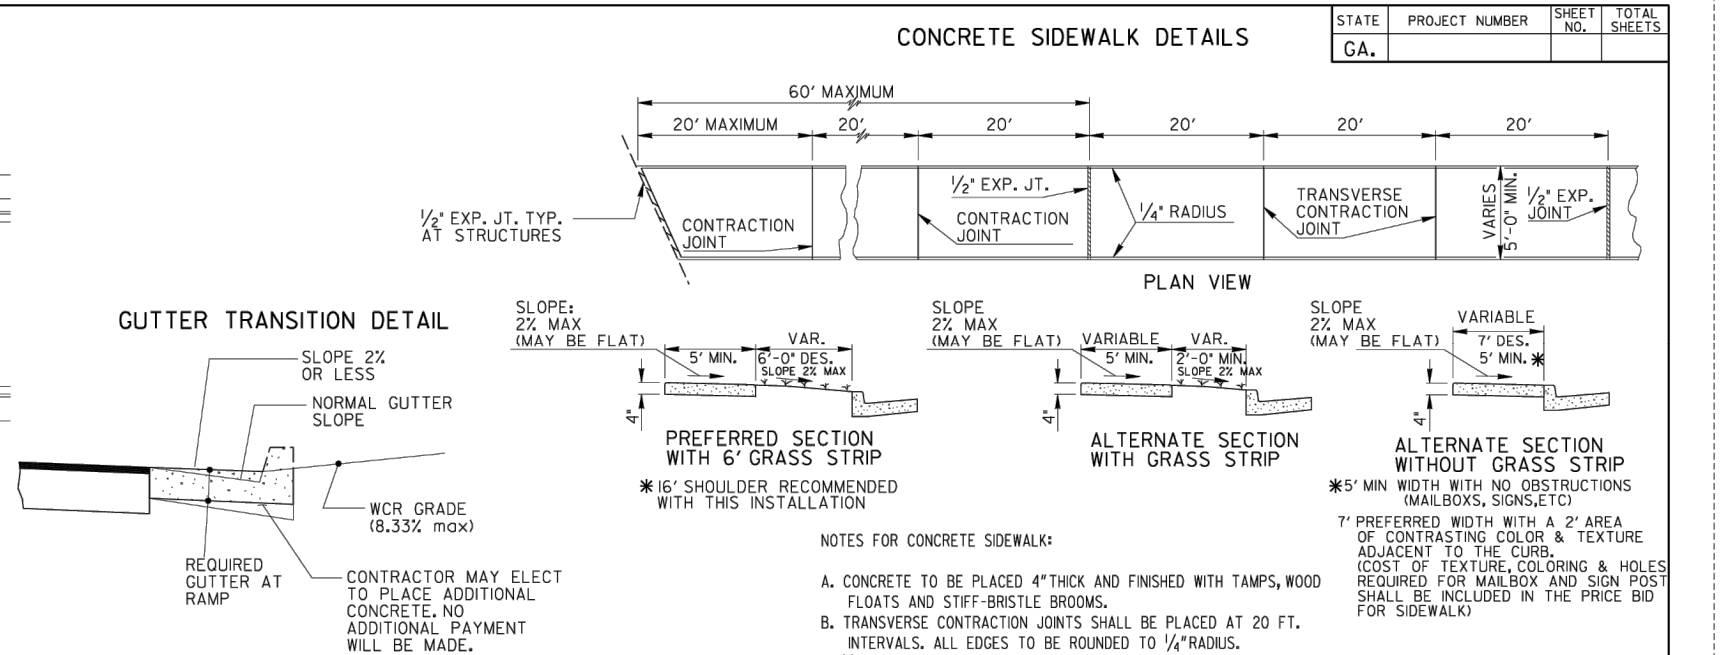 CONCRETE SIDEWALK DETAILS
STATE
PROJECT NUMBER
SHEET
NO.
TOTAL
SHEETS
GA.
60' MAXIMUM
20' MAXIMUM
20'
20'
20'
20'
20'
1/2" EXP. JT. TYP.
AT STRUCTURES
CONTRACTION
JOINT
1/2" EXP. JT.
CONTRACTION
JOINT
1/4" RADIUS
TRANSVERSE
CONTRACTION
JOINT
VARIES
5'-0" MIN.
1/2" EXP.
JOINT
PLAN VIEW
GUTTER TRANSITION DETAIL
SLOPE 2%
OR LESS
NORMAL GUTTER
SLOPE
WCR GRADE
(8.33% max)
REQUIRED
GUTTER AT
RAMP
CONTRACTOR MAY ELECT
TO PLACE ADDITIONAL
CONCRETE. NO
ADDITIONAL PAYMENT
WILL BE MADE.
SLOPE:
2% MAX
(MAY BE FLAT)
5' MIN.
VAR.
6'-0" DES.
SLOPE 2% MAX
4"
PREFERRED SECTION
WITH 6' GRASS STRIP
* 16' SHOULDER RECOMMENDED
WITH THIS INSTALLATION
SLOPE
2% MAX
(MAY BE FLAT)
VARIABLE
5' MIN.
VAR.
2'-0" MIN.
SLOPE 2% MAX
4"
ALTERNATE SECTION
WITH GRASS STRIP
SLOPE
2% MAX
(MAY BE FLAT)
VARIABLE
7' DES.
5' MIN. *
4"
ALTERNATE SECTION
WITHOUT GRASS STRIP
*5' MIN WIDTH WITH NO OBSTRUCTIONS
(MAILBOXS, SIGNS,ETC)
7' PREFERRED WIDTH WITH A 2' AREA
OF CONTRASTING COLOR & TEXTURE
ADJACENT TO THE CURB.
(COST OF TEXTURE, COLORING & HOLES
REQUIRED FOR MAILBOX AND SIGN POST
SHALL BE INCLUDED IN THE PRICE BID
FOR SIDEWALK)
NOTES FOR CONCRETE SIDEWALK:
A. CONCRETE TO BE PLACED 4" THICK AND FINISHED WITH TAMPS, WOOD
FLOATS AND STIFF-BRISTLE BROOMS.
B. TRANSVERSE CONTRACTION JOINTS SHALL BE PLACED AT 20 FT.
INTERVALS. ALL EDGES TO BE ROUNDED TO 1/4" RADIUS.